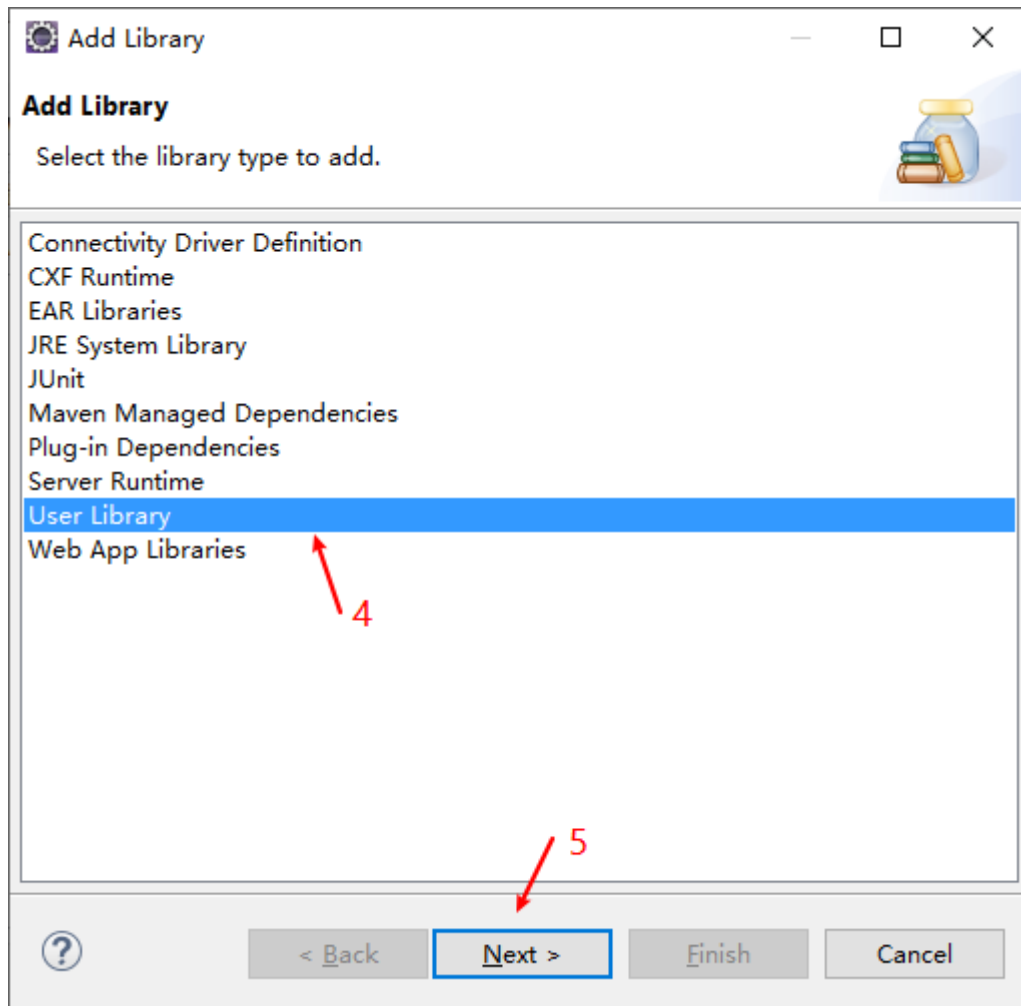 Add Library
Add Library
Select the library type to add.
Connectivity Driver Definition
CXF Runtime
EAR Libraries
JRE System Library
JUnit
Maven Managed Dependencies
Plug-in Dependencies
Server Runtime
User Library
Web App Libraries
4
5
? < Back Next > Finish Cancel